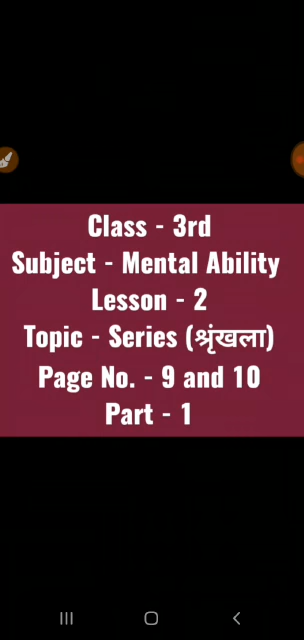 Class - 3rd
Subject - Mental Ability
Lesson - 2
Topic - Series (श्रृंखला)
Page No. - 9 and 10
Part - 1